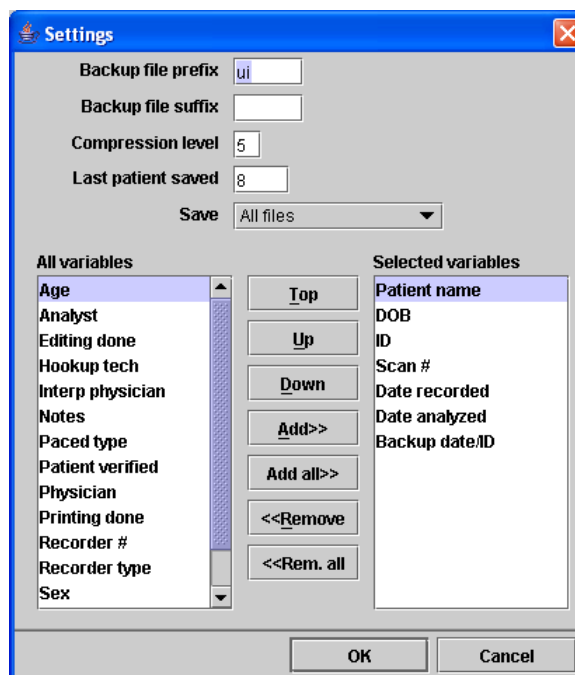 Settings
Backup file prefix ui
Backup file suffix
Compression level 5
Last patient saved 8
Save All files
All variables
Age
Analyst
Editing done
Hookup tech
Interp physician
Notes
Paced type
Patient verified
Physician
Printing done
Recorder #
Recorder type
Sex
Top
Up
Down
Add>>
Add all>>
<<Remove
<<Rem. all
Selected variables
Patient name
DOB
ID
Scan #
Date recorded
Date analyzed
Backup date/ID
OK Cancel